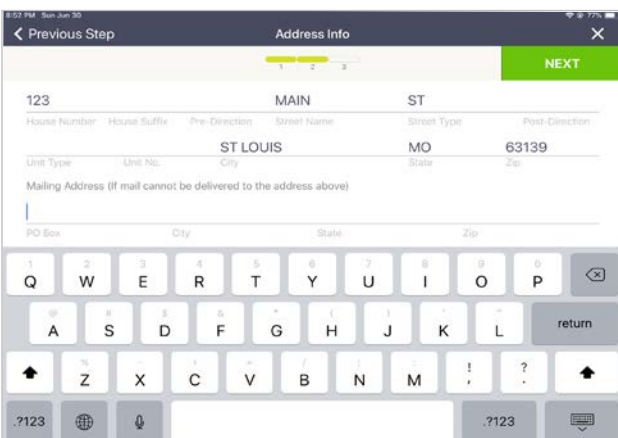 8:52 PM Sun Jun 30 77%
Previous Step Address Info
1 2 3 NEXT
123 MAIN ST
House Number House Suffix Pre-Direction Street Name Street Type Post-Direction
ST LOUIS MO 63139
Unit Type Unit No. City State Zip
Mailing Address (If mail cannot be delivered to the address above)
PO Box City State Zip
1 2 3 4 5 6 7 8 9 0
Q W E R T Y U I O P
@ # $ & * ( ) ' "
A S D F G H J K L return
% - + = / ; : ! ?
Z X C V B N M , .
.?123 .?123